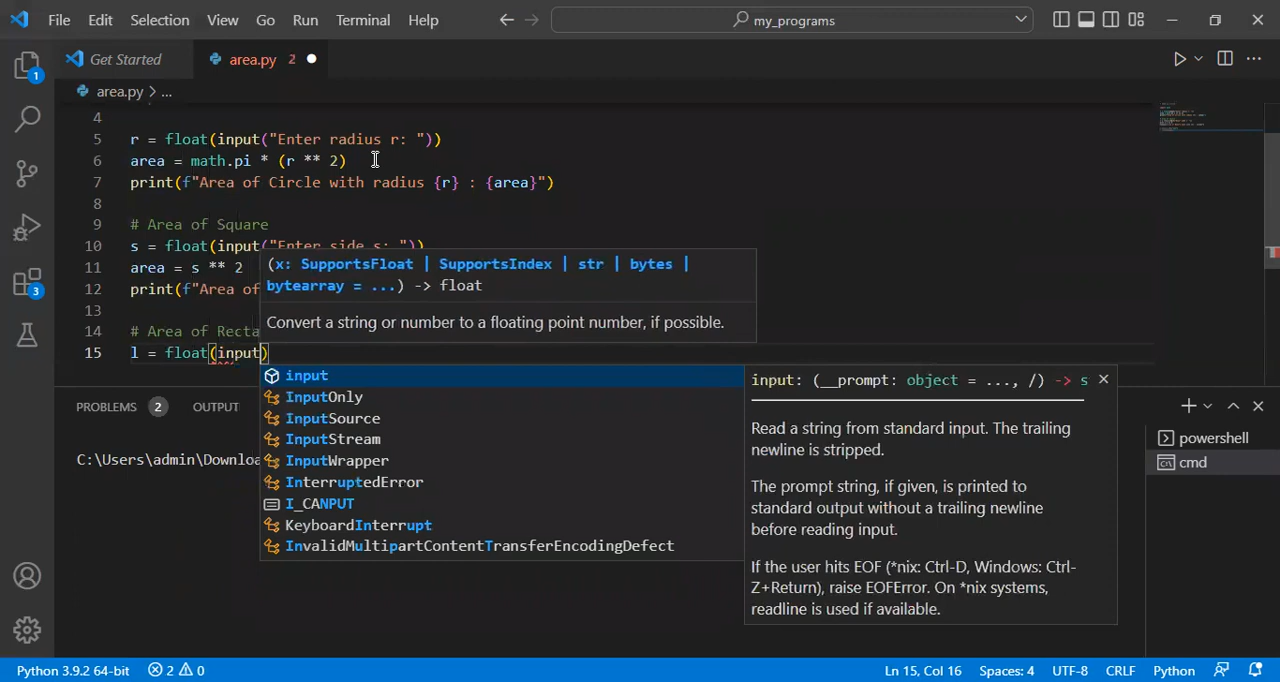 File Edit Selection View Go Run Terminal Help my_programs
Get Started area.py 2
area.py > ...
1
4
5 r = float(input("Enter radius r: "))
6 area = math.pi * (r ** 2)
7 print(f"Area of Circle with radius {r} : {area}")
8
9 # Area of Square
10 s = float(input("Enter side s: "))
11 area = s ** 2
12 print(f"Area of
13
14 # Area of Recta
15 l = float(input)
(x: SupportsFloat | SupportsIndex | str | bytes |
bytearray = ...) -> float
Convert a string or number to a floating point number, if possible.
3
input
InputOnly
InputSource
InputStream
InputWrapper
InterruptedError
I_CANPUT
KeyboardInterrupt
InvalidMultipartContentTransferEncodingDefect
input: (__prompt: object = ..., /) -> s
Read a string from standard input. The trailing
newline is stripped.
The prompt string, if given, is printed to
standard output without a trailing newline
before reading input.
If the user hits EOF (*nix: Ctrl-D, Windows: Ctrl-
Z+Return), raise EOFError. On *nix systems,
readline is used if available.
PROBLEMS 2 OUTPUT
C:\Users\admin\Downloa
powershell
cmd
Python 3.9.2 64-bit 2 0 Ln 15, Col 16 Spaces: 4 UTF-8 CRLF Python